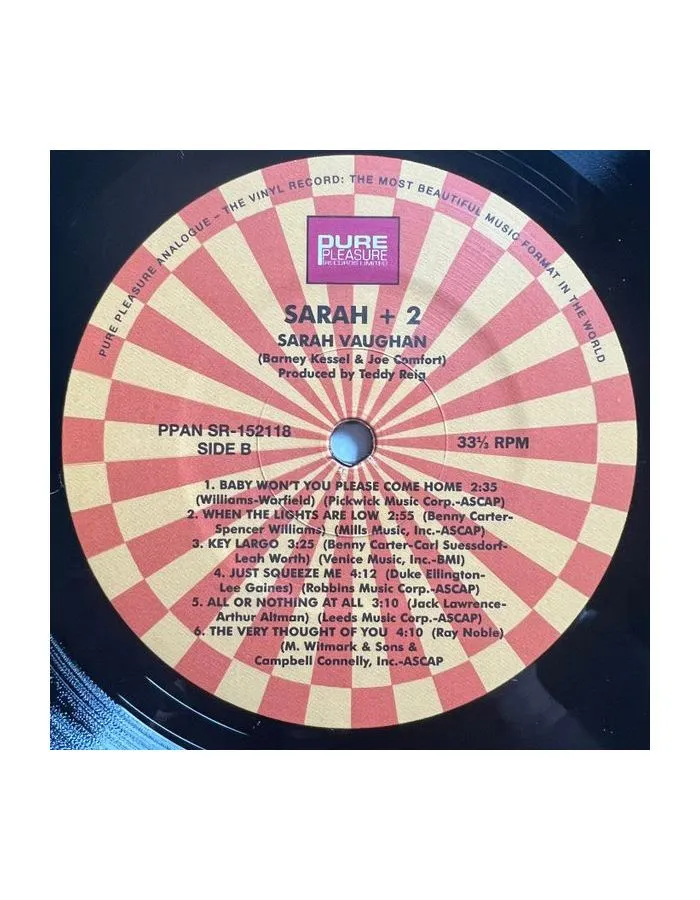 PURE PLEASURE ANALOGUE – THE VINYL RECORD: THE MOST BEAUTIFUL MUSIC FORMAT IN THE WORLD
PURE
PLEASURE
RECORDS LIMITED
SARAH + 2
SARAH VAUGHAN
(Barney Kessel & Joe Comfort)
Produced by Teddy Reig
PPAN SR-152118
SIDE B
33⅓ RPM
1. BABY WON'T YOU PLEASE COME HOME 2:35
(Williams-Warfield) (Pickwick Music Corp.-ASCAP)
2. WHEN THE LIGHTS ARE LOW 2:55 (Benny Carter-
Spencer Williams) (Mills Music, Inc.-ASCAP)
3. KEY LARGO 3:25 (Benny Carter-Carl Suessdorf-
Leah Worth) (Venice Music, Inc.-BMI)
4. JUST SQUEEZE ME 4:12 (Duke Ellington-
Lee Gaines) (Robbins Music Corp.-ASCAP)
5. ALL OR NOTHING AT ALL 3:10 (Jack Lawrence-
Arthur Altman) (Leeds Music Corp.-ASCAP)
6. THE VERY THOUGHT OF YOU 4:10 (Ray Noble)
(M. Witmark & Sons &
Campbell Connelly, Inc.-ASCAP